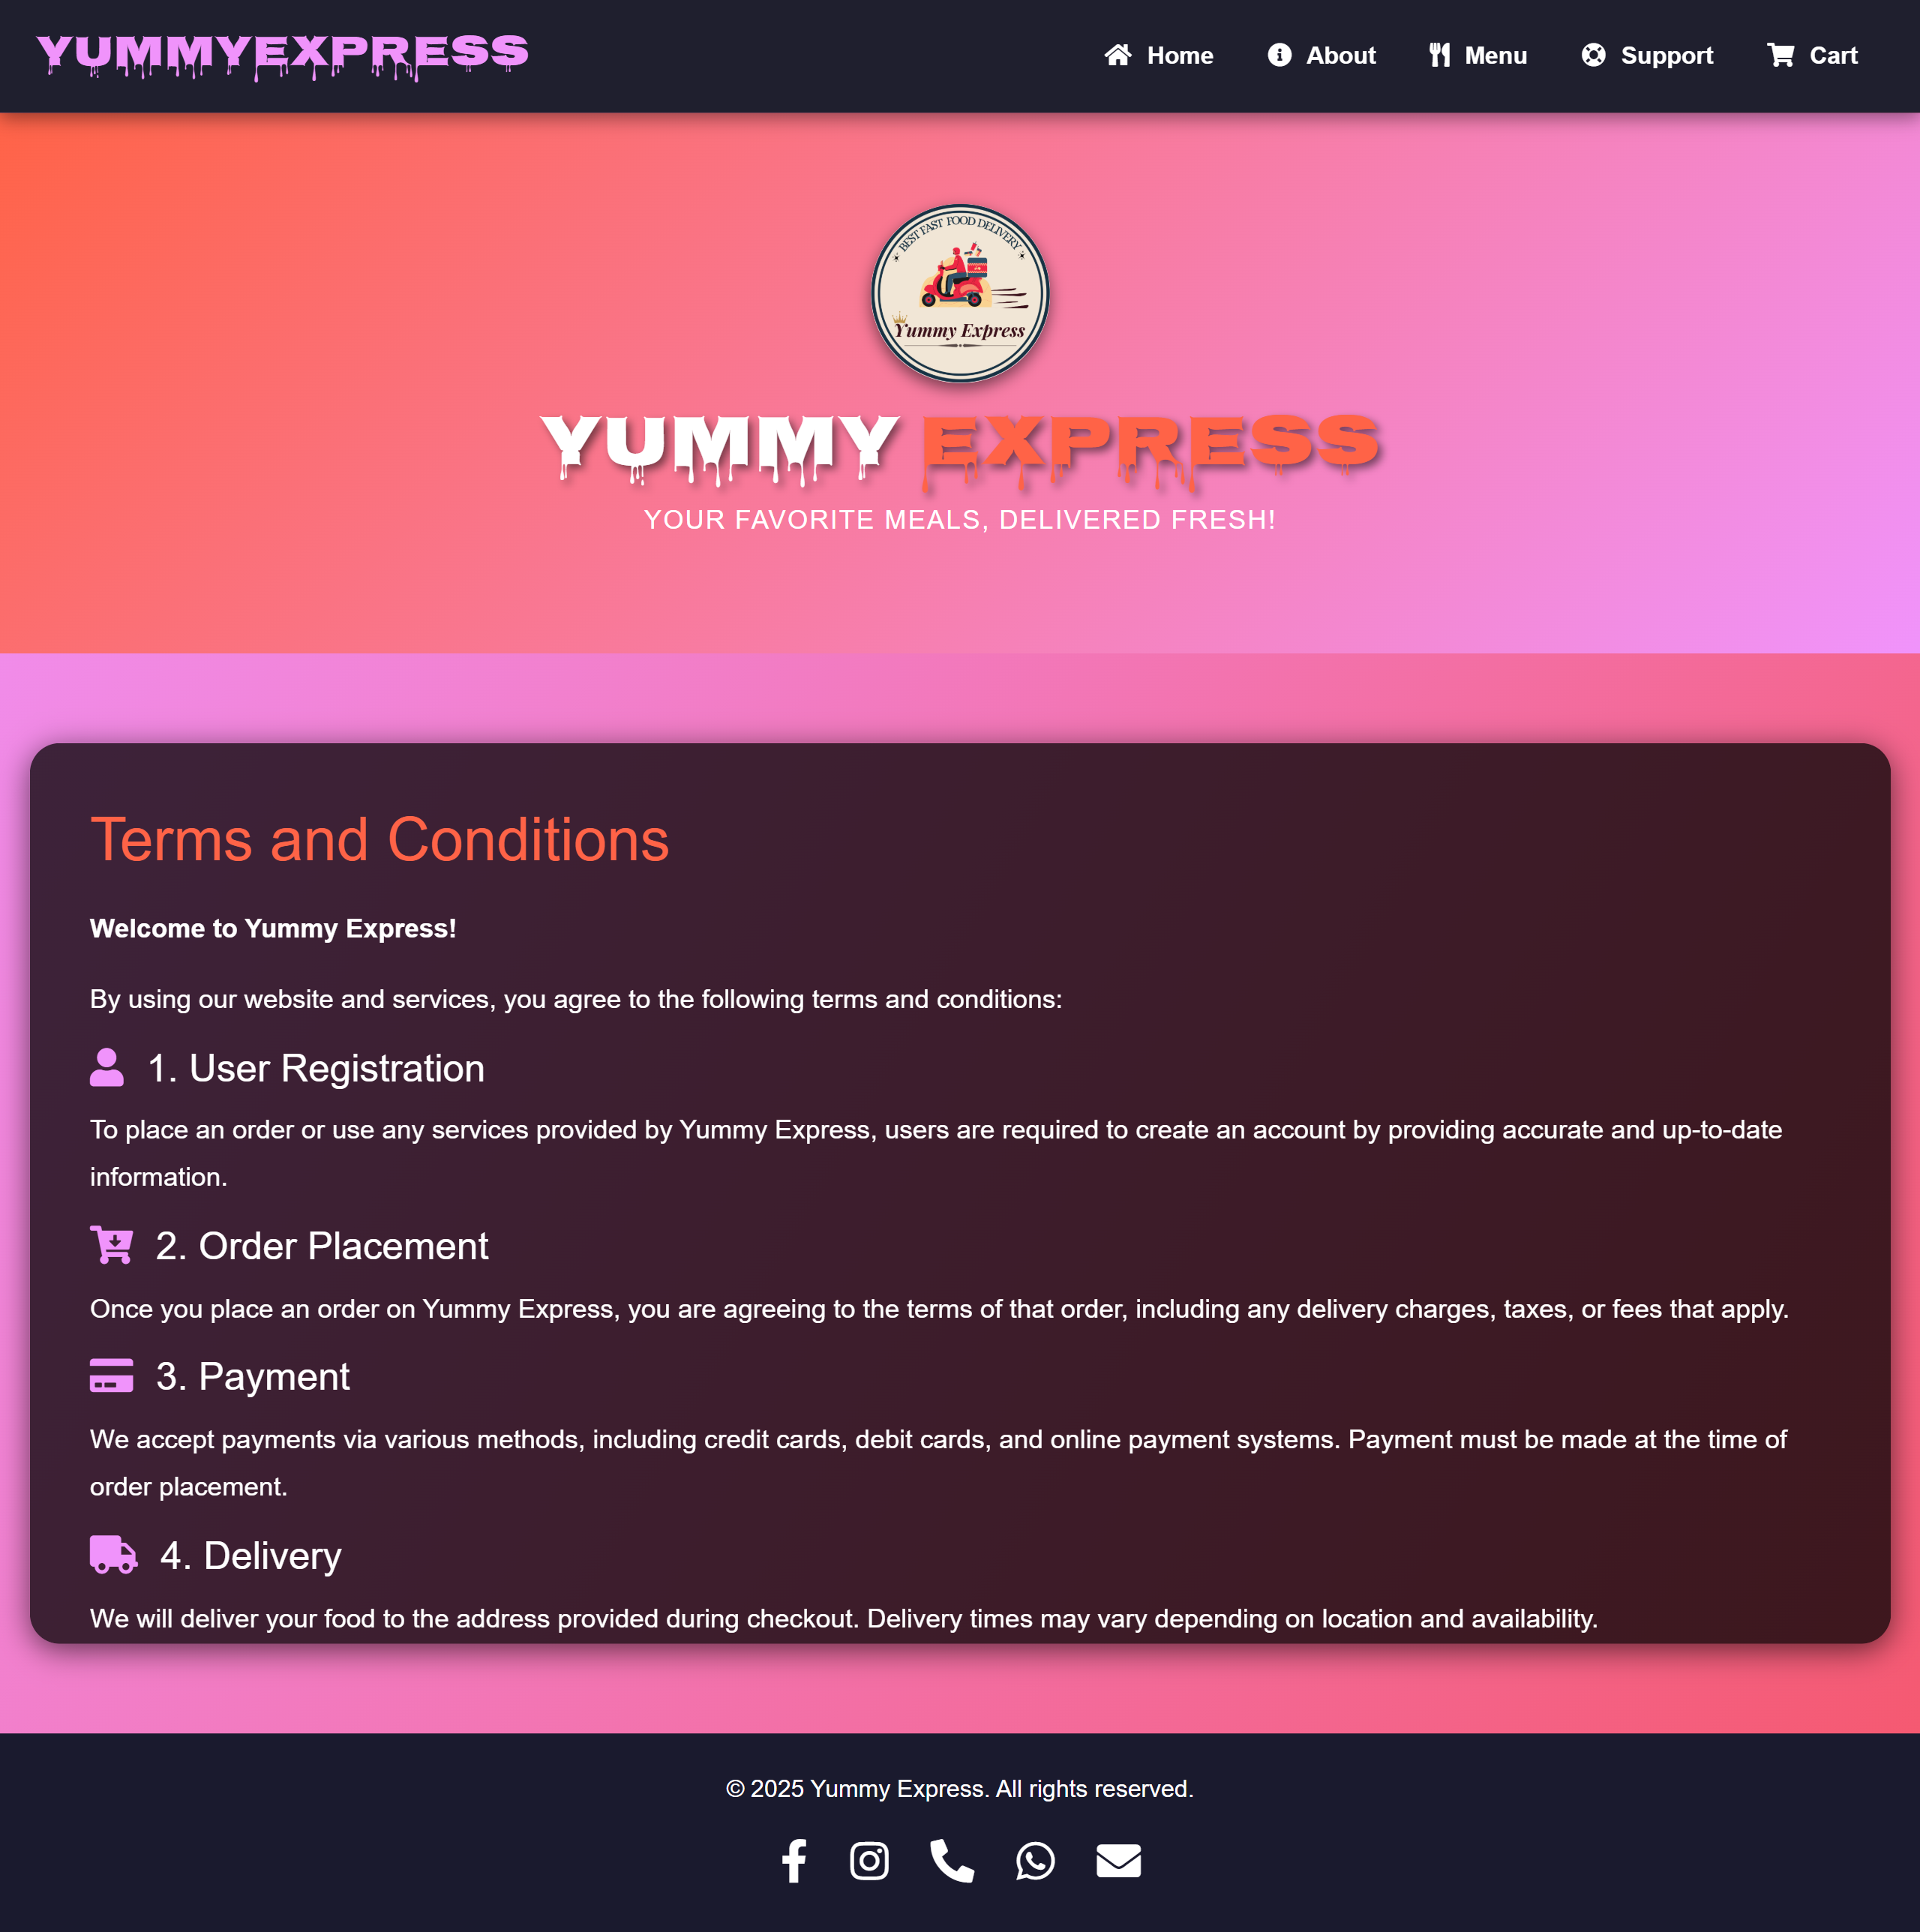 YUMMYEXPRESS
Home About Menu Support Cart
BEST FAST FOOD DELIVERY
Yummy Express
YUMMY EXPRESS
YOUR FAVORITE MEALS, DELIVERED FRESH!
Terms and Conditions
Welcome to Yummy Express!
By using our website and services, you agree to the following terms and conditions:
1. User Registration
To place an order or use any services provided by Yummy Express, users are required to create an account by providing accurate and up-to-date
information.
2. Order Placement
Once you place an order on Yummy Express, you are agreeing to the terms of that order, including any delivery charges, taxes, or fees that apply.
3. Payment
We accept payments via various methods, including credit cards, debit cards, and online payment systems. Payment must be made at the time of
order placement.
4. Delivery
We will deliver your food to the address provided during checkout. Delivery times may vary depending on location and availability.
© 2025 Yummy Express. All rights reserved.